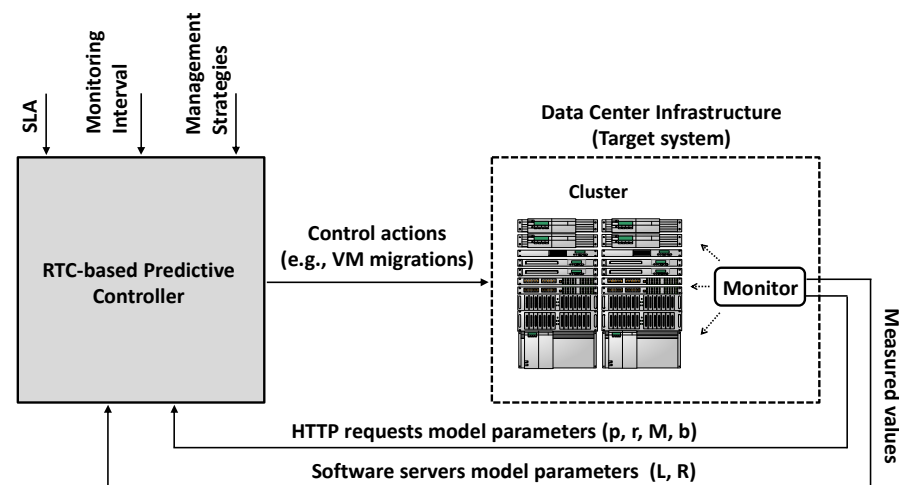 SLA
Monitoring
Interval
Management
Strategies
Data Center Infrastructure
(Target system)
Cluster
Control actions
(e.g., VM migrations)
RTC-based Predictive
Controller
Monitor
Measured values
HTTP requests model parameters (p, r, M, b)
Software servers model parameters (L, R)